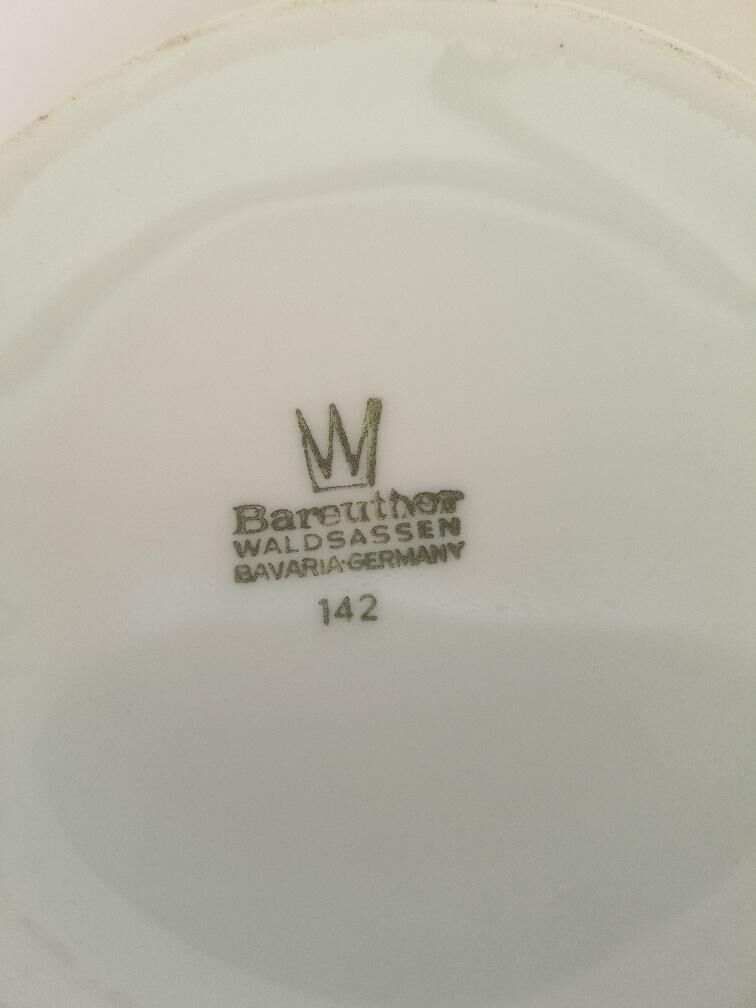 W
Bareuther
WALDSASSEN
BAVARIA·GERMANY
142